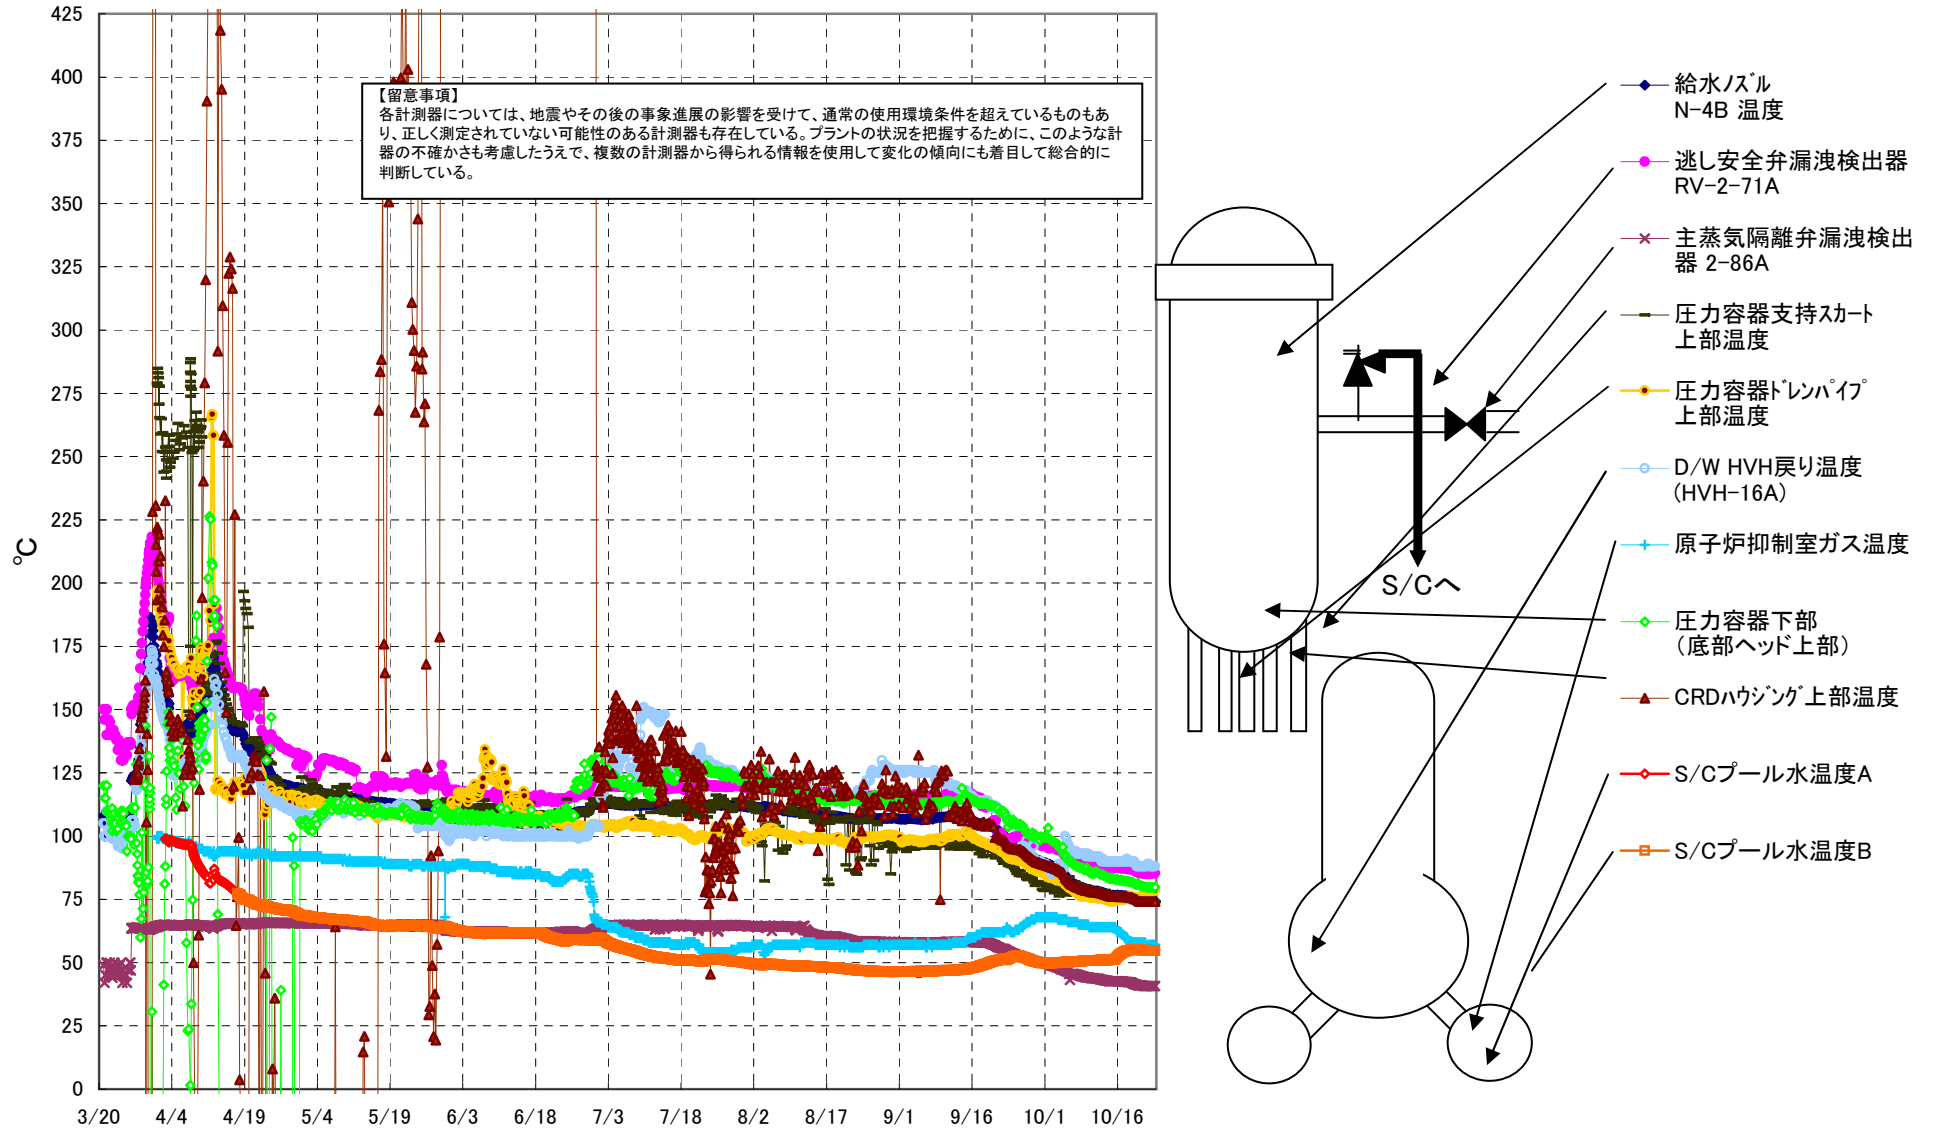 425
400
375
350
325
300
275
250
225
200
175
150
125
100
75
50
25
0
℃
3/20
4/4
4/19
5/4
5/19
6/3
6/18
7/3
7/18
8/2
8/17
9/1
9/16
10/1
10/16
【留意事項】
各計測器については、地震やその後の事象進展の影響を受けて、通常の使用環境条件を超えているものもあ
り、正しく測定されていない可能性のある計測器も存在している。プラントの状況を把握するために、このような計
器の不確かさも考慮したうえで、複数の計測器から得られる情報を使用して変化の傾向にも着目して総合的に
判断している。
S/Cへ
給水ノズル
N-4B 温度
逃し安全弁漏洩検出器
RV-2-71A
主蒸気隔離弁漏洩検出
器 2-86A
圧力容器支持スカート
上部温度
圧力容器ドレンパイプ
上部温度
D/W HVH戻り温度
(HVH-16A)
原子炉抑制室ガス温度
圧力容器下部
（底部ヘッド上部）
CRDハウジング上部温度
S/Cプール水温度A
S/Cプール水温度B